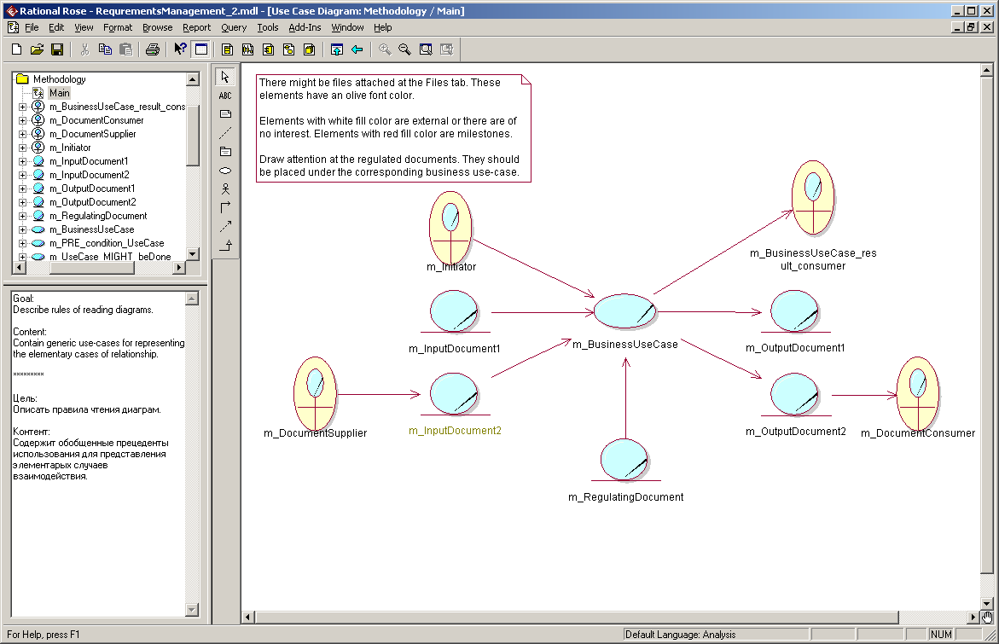 Rational Rose - RequrementsManagement_2.mdl - [Use Case Diagram: Methodology / Main]
File Edit View Format Browse Report Query Tools Add-Ins Window Help
Methodology
Main
m_BusinessUseCase_result_cons
m_DocumentConsumer
m_DocumentSupplier
m_Initiator
m_InputDocument1
m_InputDocument2
m_OutputDocument1
m_OutputDocument2
m_RegulatingDocument
m_BusinessUseCase
m_PRE_condition_UseCase
m_UseCase_MIGHT_beDone
Goal:
Describe rules of reading diagrams.
Content:
Contain generic use-cases for representing
the elementary cases of relationship.
×××××××××
Цель:
Описать правила чтения диаграм.
Контент:
Содержит обобщенные прецеденты
использования для представления
элементарых случаев
взаимодействия.
ABC
There might be files attached at the Files tab. These
elements have an olive font color.
Elements with white fill color are external or there are of
no interest. Elements with red fill color are milestones.
Draw attention at the regulated documents. They should
be placed under the corresponding business use-case.
m_Initiator
m_BusinessUseCase_res
ult_consumer
m_InputDocument1
m_BusinessUseCase
m_OutputDocument1
m_DocumentSupplier
m_InputDocument2
m_OutputDocument2
m_DocumentConsumer
m_RegulatingDocument
For Help, press F1
Default Language: Analysis
NUM